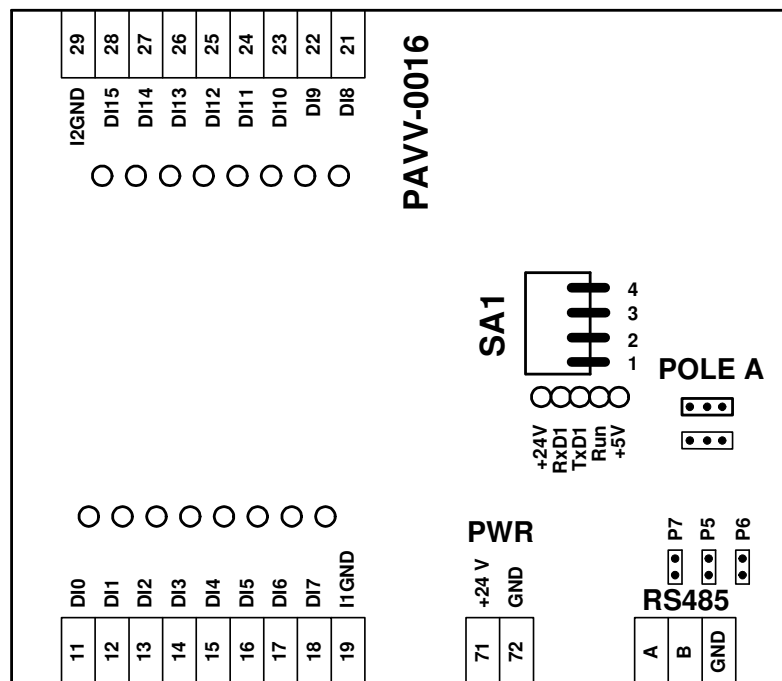 29 28 27 26 25 24 23 22 21
I2GND DI15 DI14 DI13 DI12 DI11 DI10 DI9 DI8
PAVV-0016
SA1
4
3
2
1
POLE A
+24V RxD1 TxD1 Run +5V
PWR
P7 P5 P6
DI0 DI1 DI2 DI3 DI4 DI5 DI6 DI7 I1GND
+24 V GND
RS485
11 12 13 14 15 16 17 18 19
71 72
A B GND